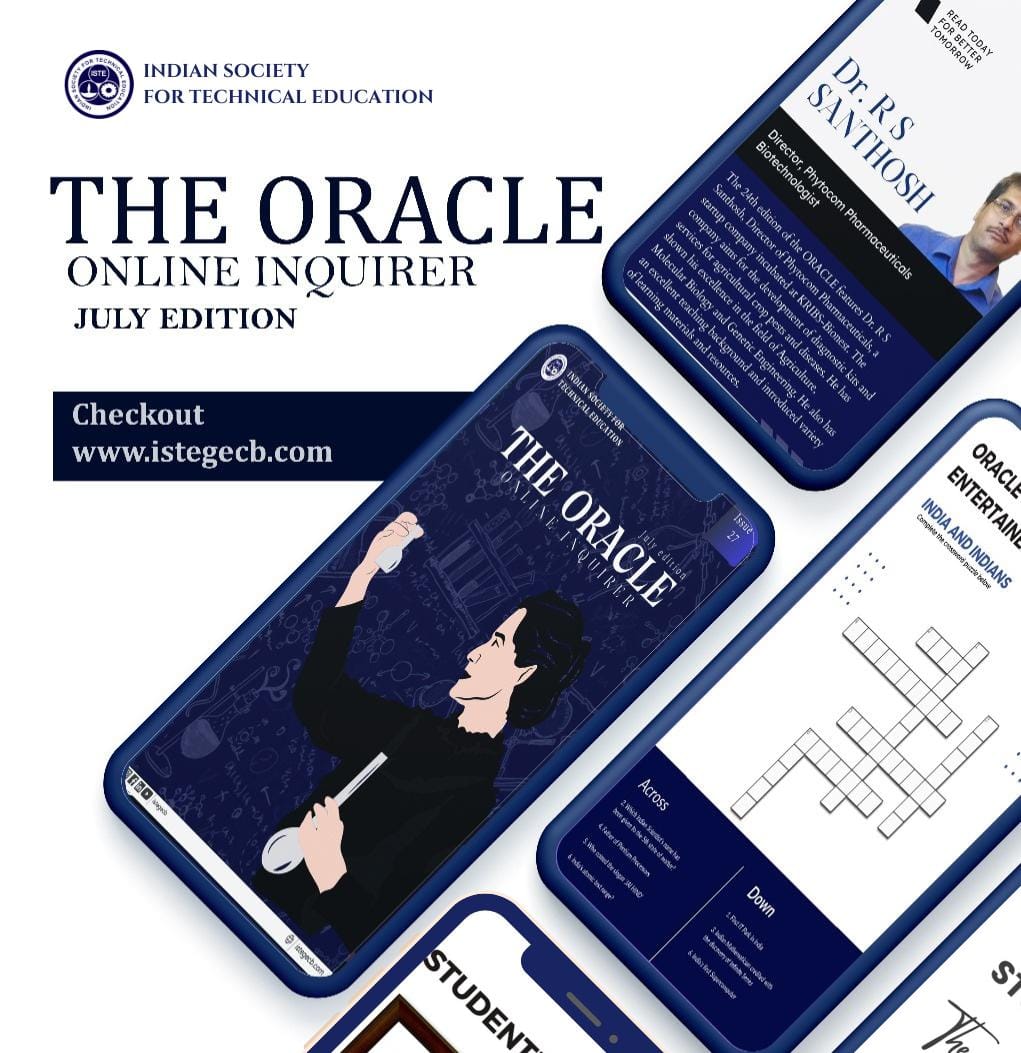 INDIAN SOCIETY
FOR TECHNICAL EDUCATION
INDIAN SOCIETY FOR TECHNICAL EDUCATION
ISTE
THE ORACLE
ONLINE INQUIRER
JULY EDITION
Checkout
www.istegecb.com
READ TODAY
FOR BETTER
TOMORROW
Dr. R S
SANTHOSH
Director, Phytocom Pharmaceuticals
Biotechnologist
The 24th edition of the ORACLE features Dr. R S
Santhosh, Director of Phyrocom Pharmaceuticals, a
startup company incubated at KRIBS-Bionest. The
company aims for the development of diagnostic kits and
services for agricultural crop pests and diseases. He has
shown his excellence in the field of Agriculture,
Molecular Biology and Genetic Engineering. He also has
an excellent teaching background and introduced variety
of learning materials and resources.
INDIAN SOCIETY FOR
TECHNICAL EDUCATION
Issue
27
THE ORACLE
july edition
ONLINE INQUIRER
istegecb
istegecb.com
ORACLE
ENTERTAINE
INDIA AND INDIANS
Complete the crossword puzzle below
Across
2. Which Indian Scientist's name has
been given to the 5th state of matter?
4. Father of Pentium Processors
5. Who coined the slogan 'JAI HIND'?
6. India's atomic test range?
Down
1. First IT Park in India
3. Indian Mathematician credited with
the discovery of Infinite Series
6. India's first Supercomputer
STUDENT
ST
The